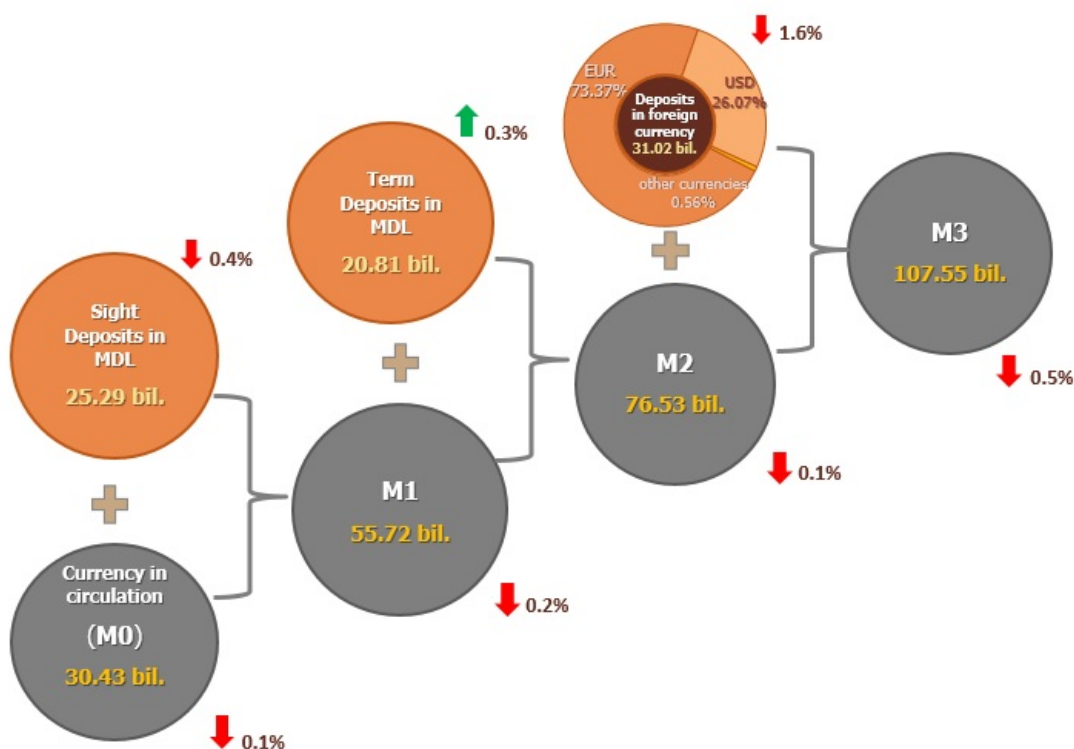 1.6%
EUR
73.37%
USD
26.07%
Deposits
in foreign
currency
31.02 bil.
other currencies
0.56%
0.3%
Term
Deposits in
MDL
20.81 bil.
M3
107.55 bil.
0.5%
0.4%
Sight
Deposits in
MDL
25.29 bil.
M2
76.53 bil.
0.1%
M1
55.72 bil.
0.2%
Currency in
circulation
(M0)
30.43 bil.
0.1%